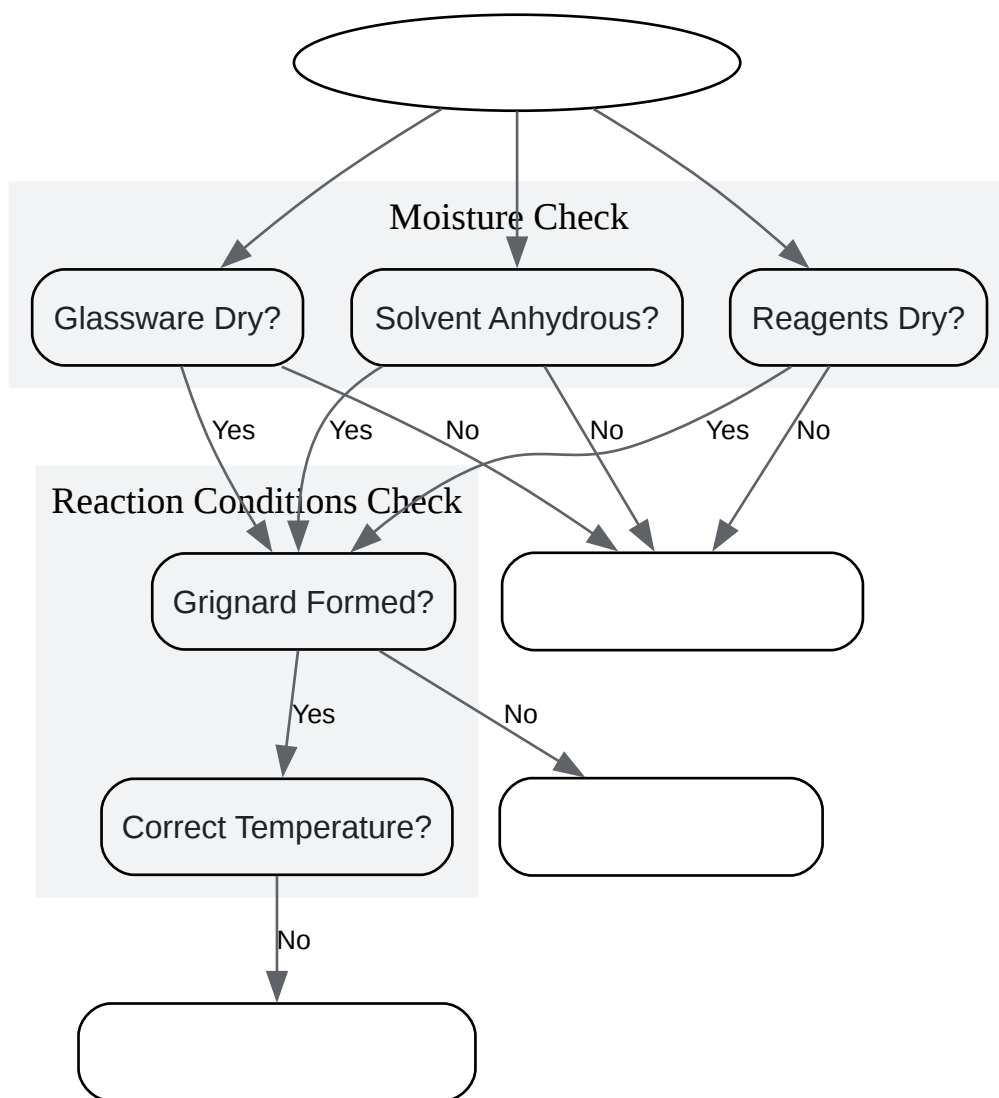 Moisture Check
Glassware Dry?
Solvent Anhydrous?
Reagents Dry?
Yes
Yes
No
No
Yes
No
Reaction Conditions Check
Grignard Formed?
Yes
No
Correct Temperature?
No